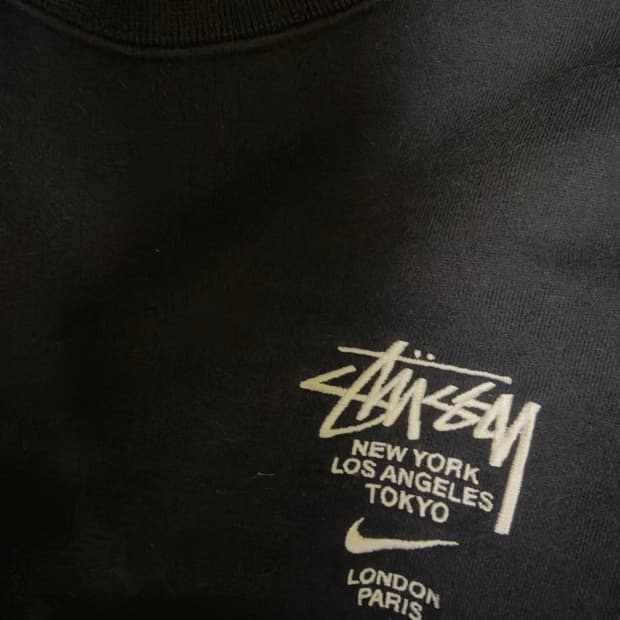 STÜSSY
NEW YORK
LOS ANGELES
TOKYO
LONDON
PARIS